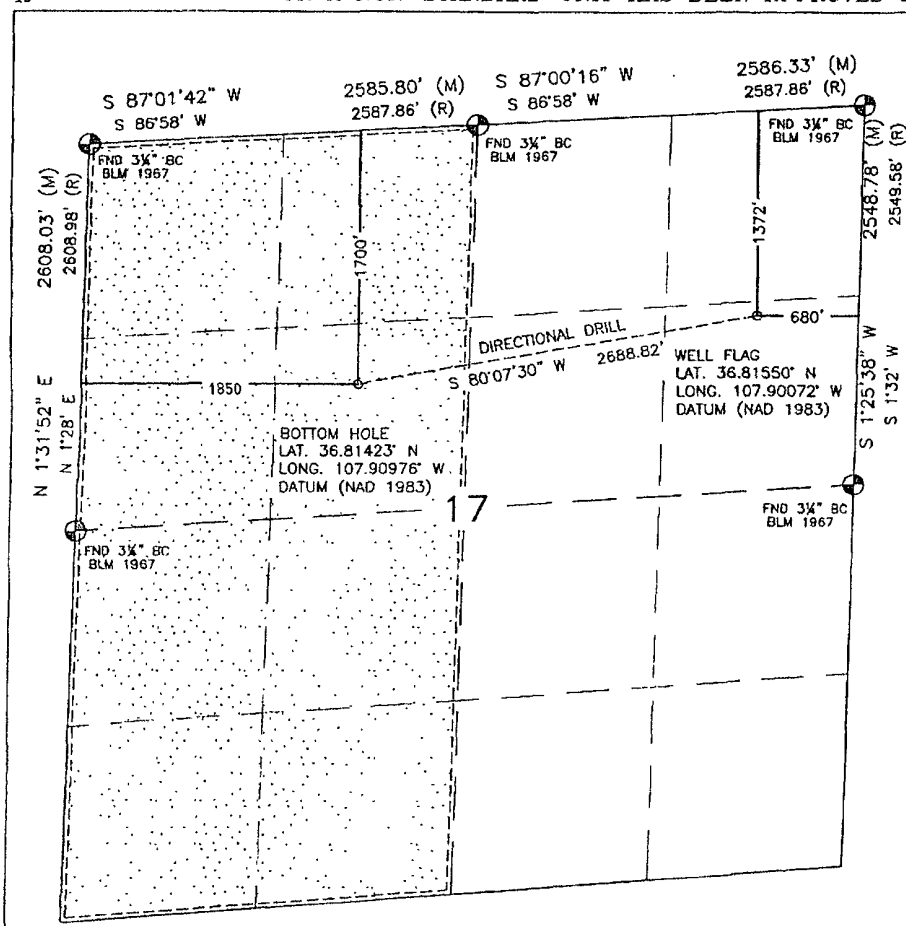 S 87°01'42" W
S 86°58' W
2585.80' (M)
2587.86' (R)
S 87°00'16" W
S 86°58' W
2586.33' (M)
2587.86' (R)
FND 3¼" BC
BLM 1967
FND 3¼" BC
BLM 1967
FND 3¼" BC
BLM 1967
2608.03' (M)
2608.98' (R)
2548.78' (M)
2549.58' (R)
1700'
1372'
DIRECTIONAL DRILL
S 80°07'30" W 2688.82'
680'
1850
WELL FLAG
LAT. 36.81550° N
LONG. 107.90072° W
DATUM (NAD 1983)
BOTTOM HOLE
LAT. 36.81423° N
LONG. 107.90976° W
DATUM (NAD 1983)
N 1°31'52" E
N 1°28' E
S 1°25'38" W
S 1°32' W
17
FND 3¼" BC
BLM 1967
FND 3¼" BC
BLM 1967